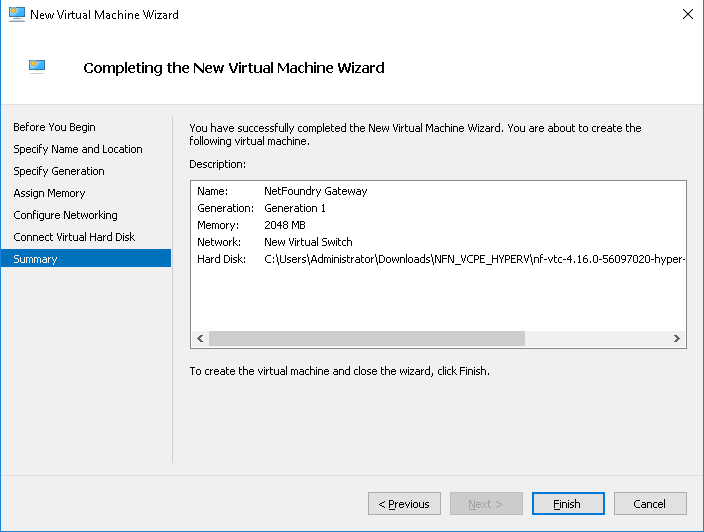 New Virtual Machine Wizard
Completing the New Virtual Machine Wizard
Before You Begin
Specify Name and Location
Specify Generation
Assign Memory
Configure Networking
Connect Virtual Hard Disk
Summary
You have successfully completed the New Virtual Machine Wizard. You are about to create the
following virtual machine.
Description:
Name: NetFoundry Gateway
Generation: Generation 1
Memory: 2048 MB
Network: New Virtual Switch
Hard Disk: C:\Users\Administrator\Downloads\NFN_VCPE_HYPERV\nf-vtc-4.16.0-56097020-hyper-
To create the virtual machine and close the wizard, click Finish.
< Previous
Next >
Finish
Cancel